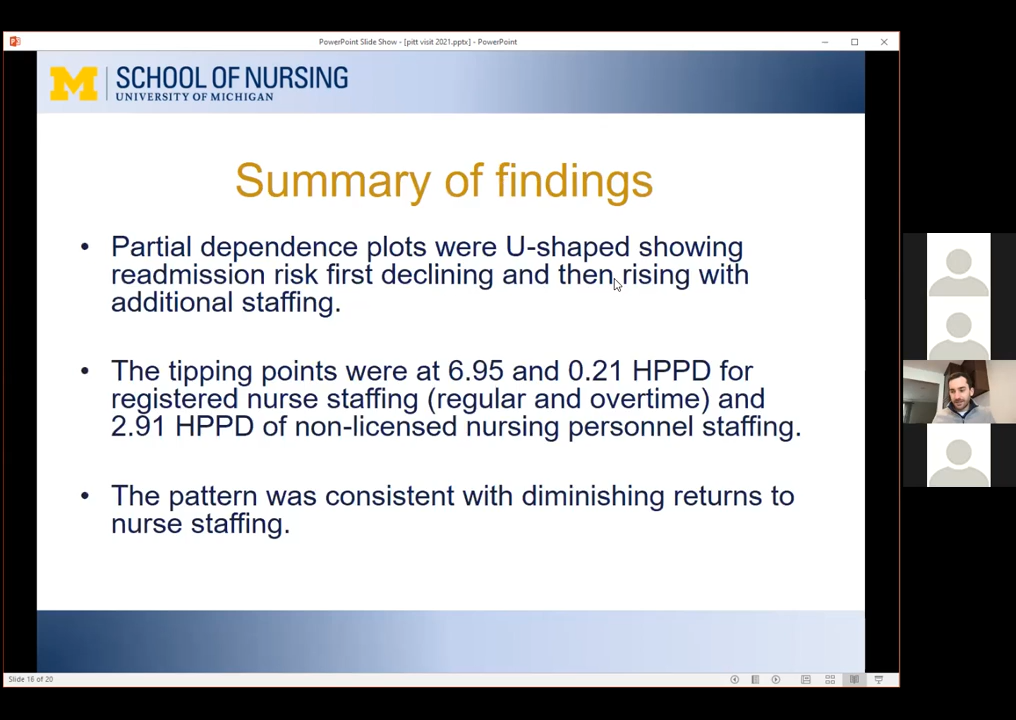 PowerPoint Slide Show - [pitt visit 2021.pptx] - PowerPoint
M
SCHOOL OF NURSING
UNIVERSITY OF MICHIGAN
Summary of findings
• Partial dependence plots were U-shaped showing
readmission risk first declining and then rising with
additional staffing.
• The tipping points were at 6.95 and 0.21 HPPD for
registered nurse staffing (regular and overtime) and
2.91 HPPD of non-licensed nursing personnel staffing.
• The pattern was consistent with diminishing returns to
nurse staffing.
Slide 16 of 20